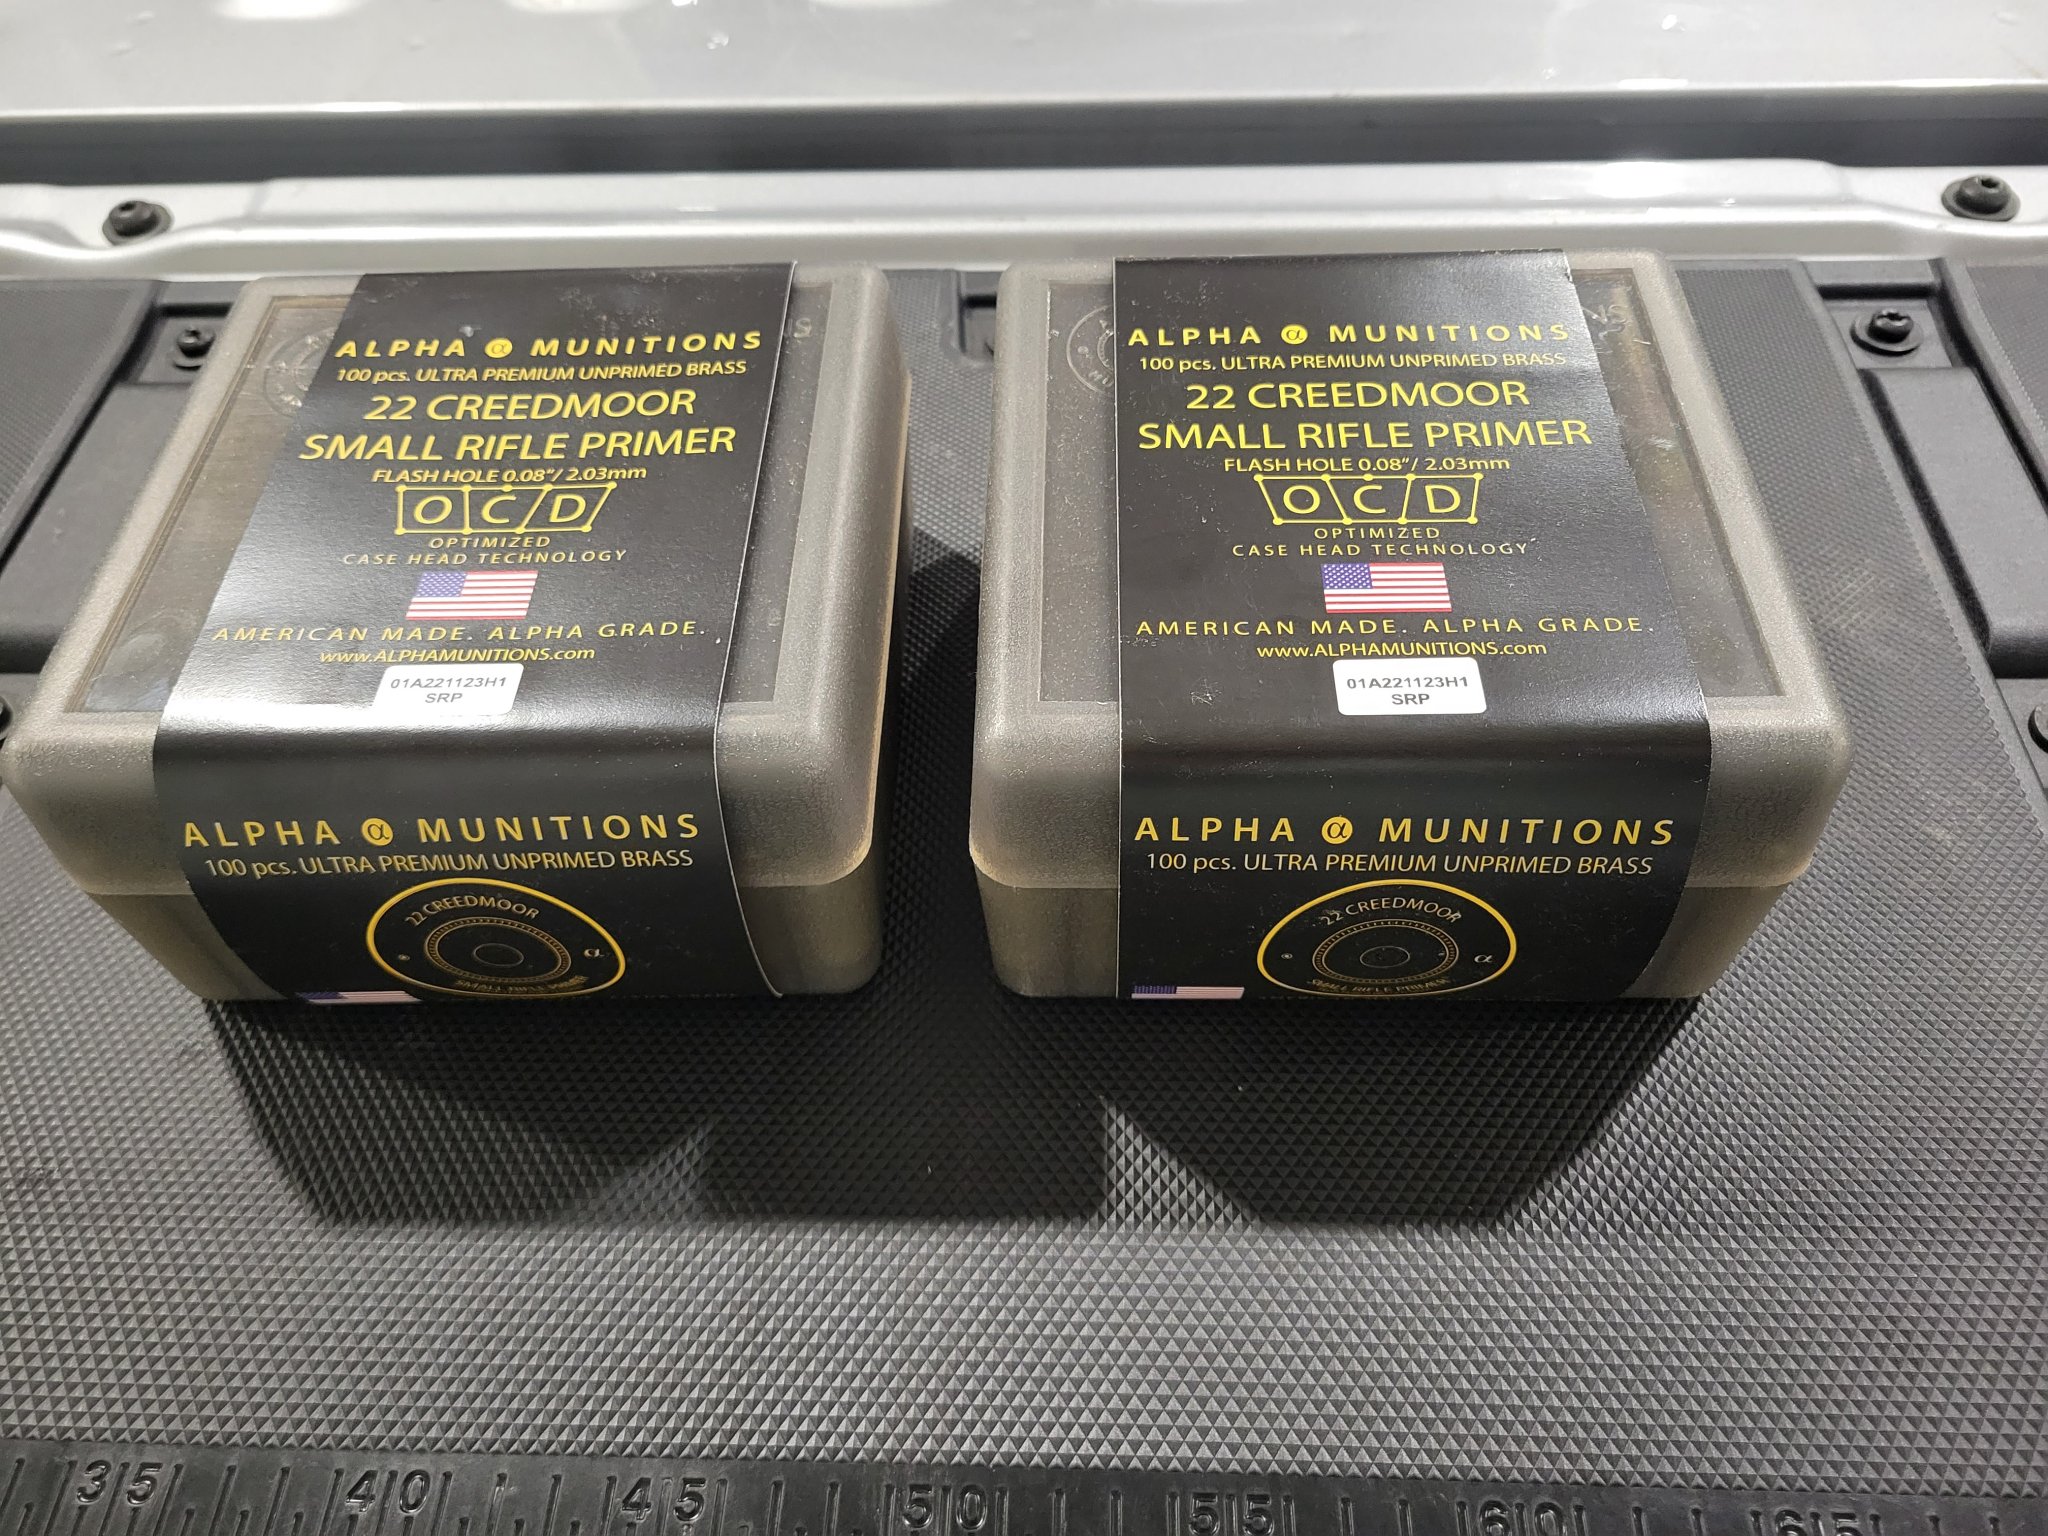 ALPHA α MUNITIONS
100 pcs. ULTRA PREMIUM UNPRIMED BRASS
22 CREEDMOOR
SMALL RIFLE PRIMER
FLASH HOLE 0.08"/ 2.03mm
OCD
OPTIMIZED
CASE HEAD TECHNOLOGY
AMERICAN MADE. ALPHA GRADE.
www.ALPHAMUNITIONS.com
01A221123H1
SRP
ALPHA α MUNITIONS
100 pcs. ULTRA PREMIUM UNPRIMED BRASS
22 CREEDMOOR
α
SMALL RIFLE PRIMER
ALPHA α MUNITIONS
100 pcs. ULTRA PREMIUM UNPRIMED BRASS
22 CREEDMOOR
SMALL RIFLE PRIMER
FLASH HOLE 0.08"/ 2.03mm
OCD
OPTIMIZED
CASE HEAD TECHNOLOGY
AMERICAN MADE. ALPHA GRADE.
www.ALPHAMUNITIONS.com
01A221123H1
SRP
ALPHA α MUNITIONS
100 pcs. ULTRA PREMIUM UNPRIMED BRASS
22 CREEDMOOR
α
SMALL RIFLE PRIMER
35 40 45 50 55 60 65